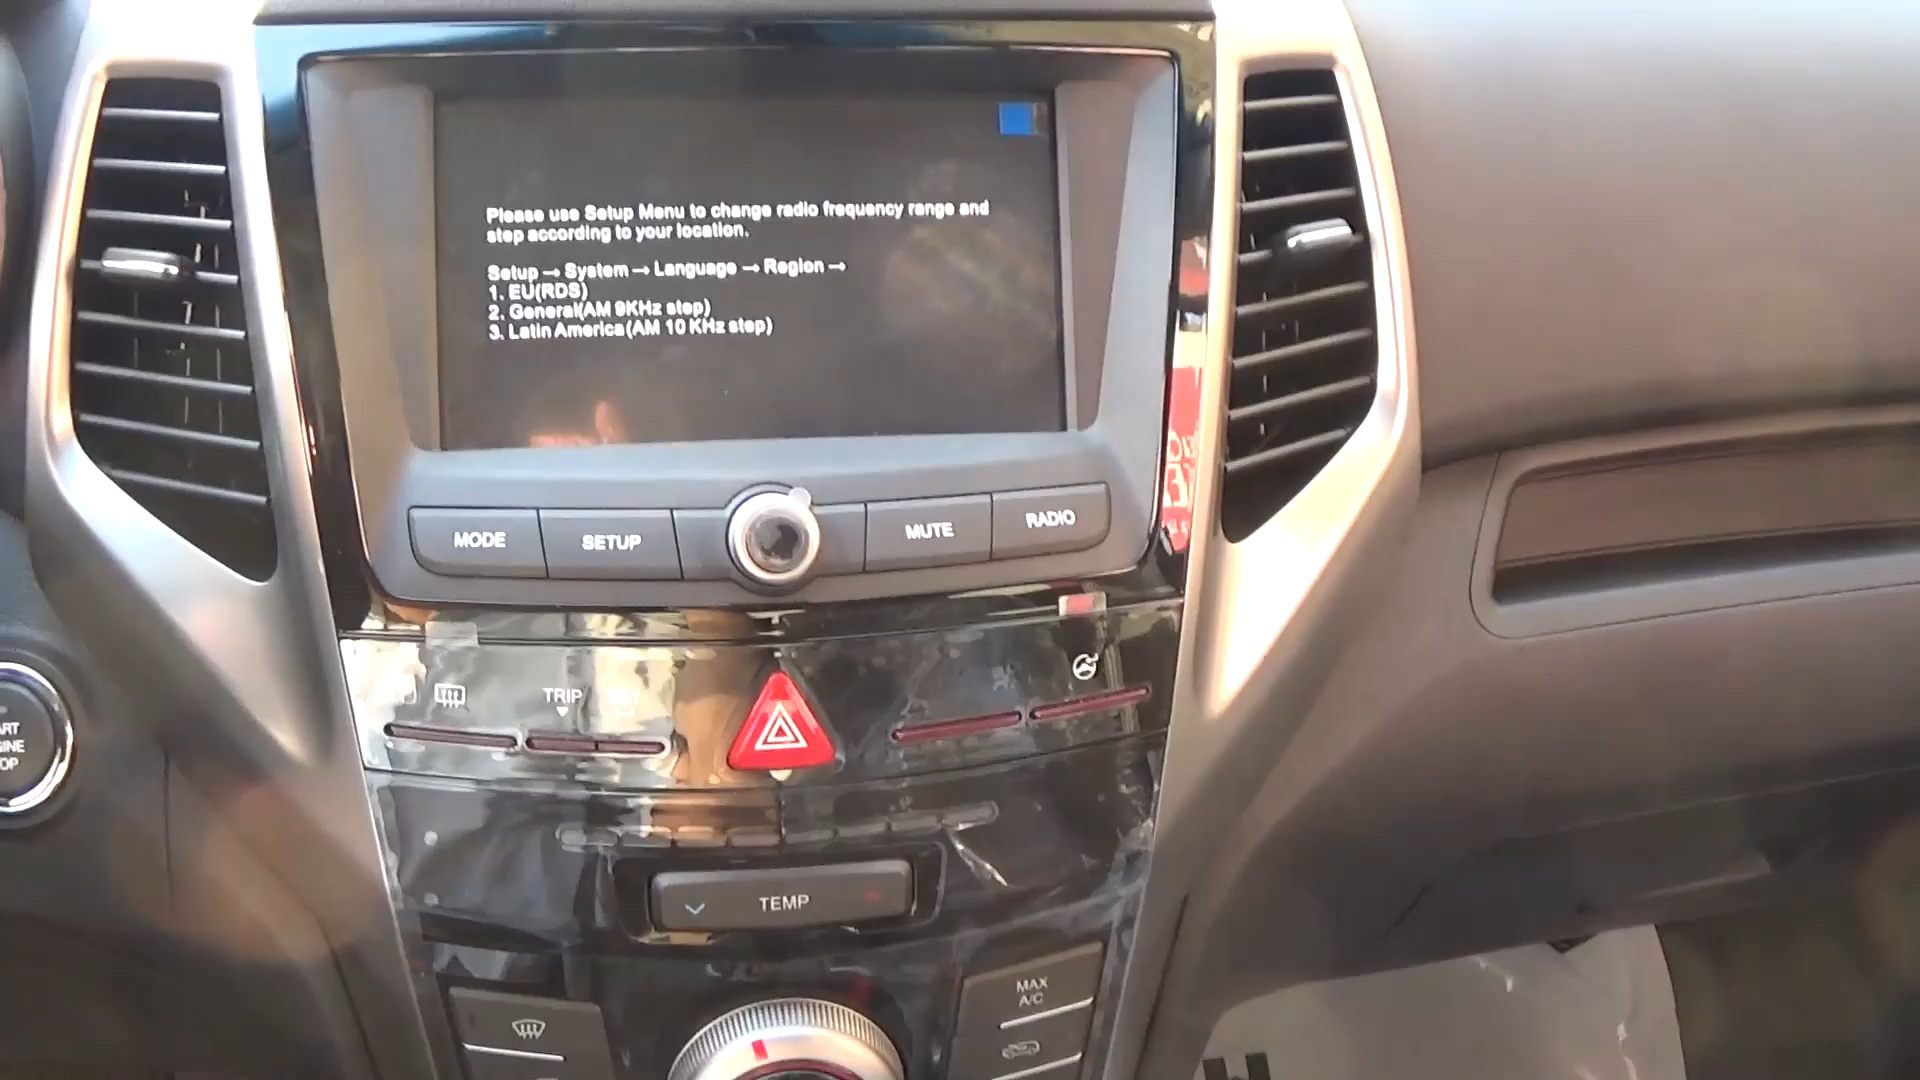 Please use Setup Menu to change radio frequency range and
step according to your location.
Setup → System → Language → Region →
1. EU(RDS)
2. General(AM 9KHz step)
3. Latin America(AM 10 KHz step)
MODE
SETUP
MUTE
RADIO
TRIP
TEMP
MAX
A/C